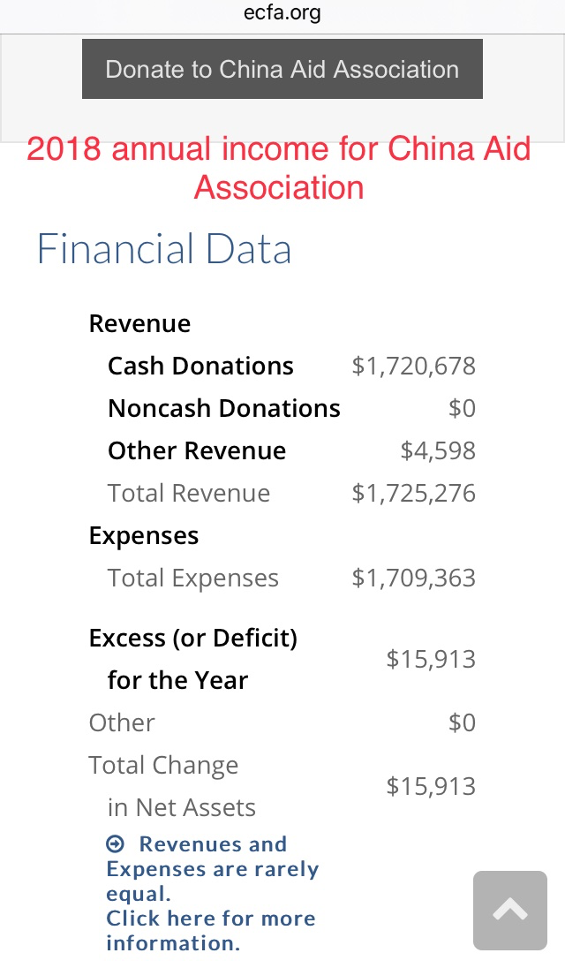 ecfa.org
Donate to China Aid Association
2018 annual income for China Aid
Association
Financial Data
Revenue
Cash Donations $1,720,678
Noncash Donations $0
Other Revenue $4,598
Total Revenue $1,725,276
Expenses
Total Expenses $1,709,363
Excess (or Deficit)
for the Year $15,913
Other $0
Total Change
in Net Assets $15,913
Revenues and
Expenses are rarely
equal.
Click here for more
information.